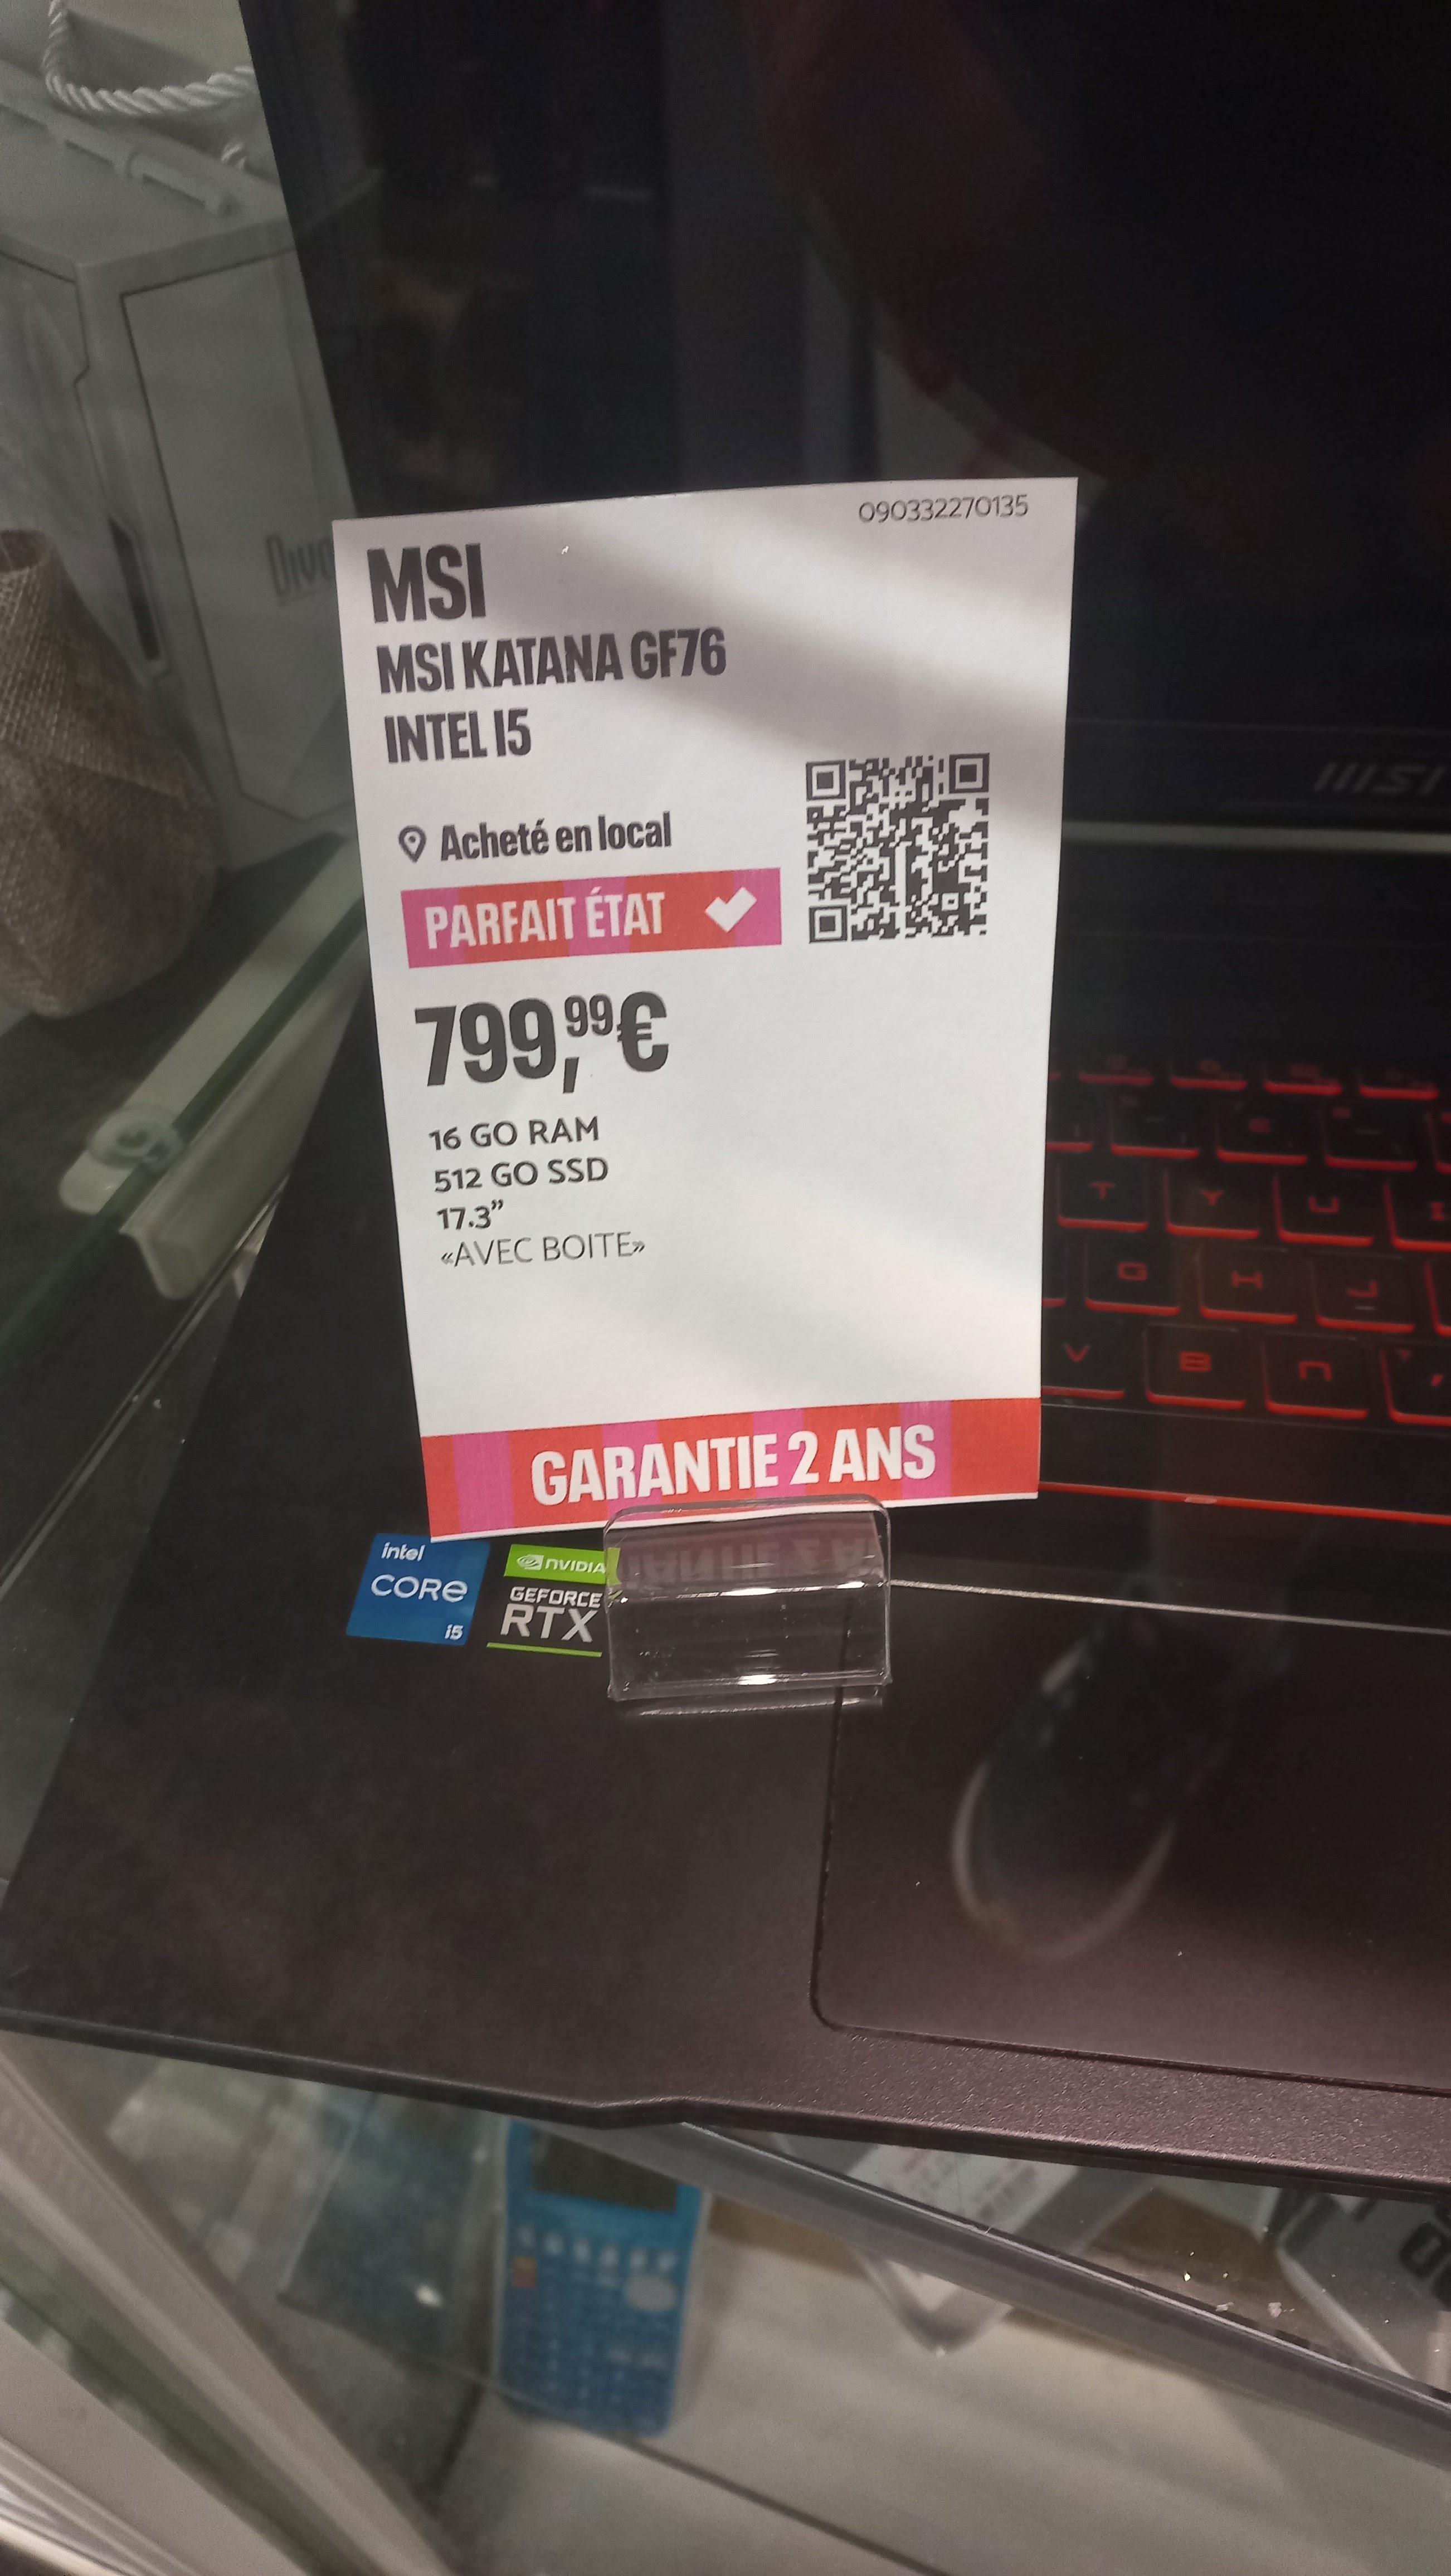 090332270135
MSI
MSI KATANA GF76
INTEL I5
Acheté en local
PARFAIT ÉTAT
799,99€
16 GO RAM
512 GO SSD
17.3”
«AVEC BOITE»
GARANTIE 2 ANS
intel
CORe
i5
NVIDIA
GEFORCE
RTX
msi
T Y U I
G H J
V B N